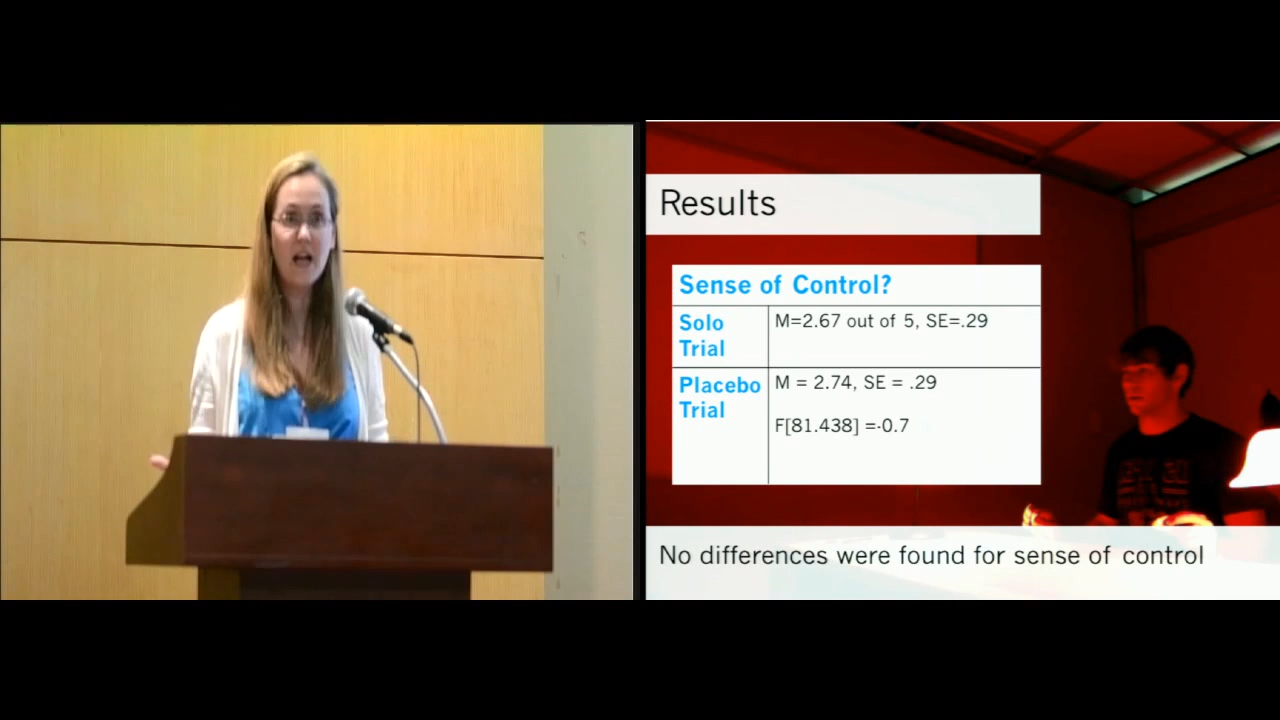 Results
Sense of Control?
Solo
Trial
M=2.67 out of 5, SE=.29
Placebo
Trial
M = 2.74, SE = .29
F[81.438] =-0.7
No differences were found for sense of control